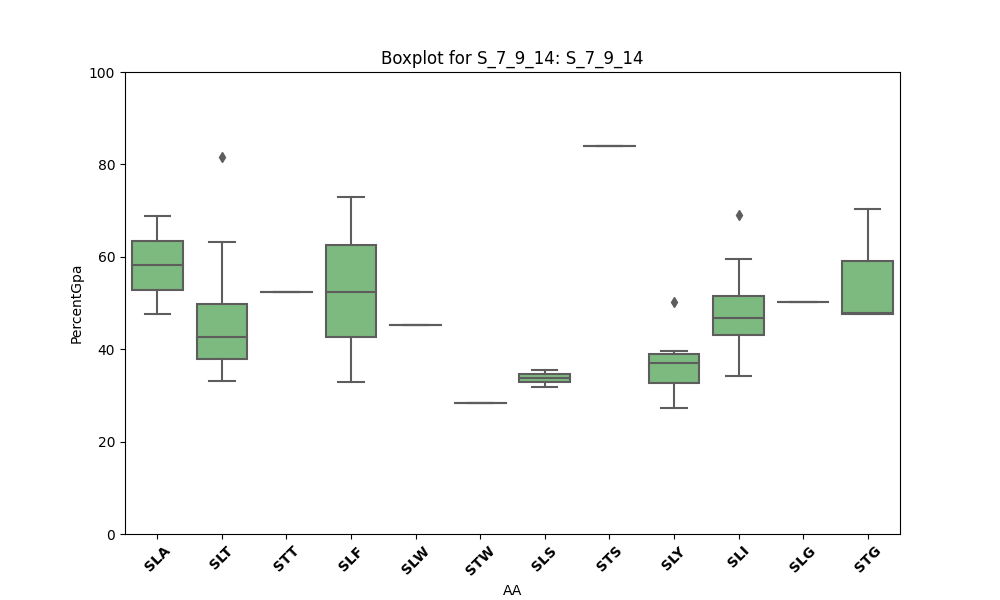 Boxplot for S_7_9_14: S_7_9_14
100
80
60
40
20
0
PercentGpa
SLA SLT STT SLF SLW STW SLS STS SLY SLI SLG STG
AA